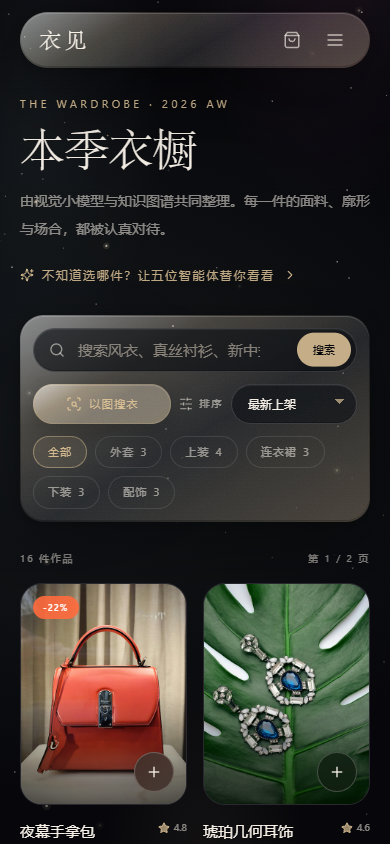 衣见
THE WARDROBE · 2026 AW
本季衣橱
由视觉小模型与知识图谱共同整理。每一件的面料、廓形
与场合，都被认真对待。
不知道选哪件？让五位智能体替你看看
搜索风衣、真丝衬衫、新中
搜索
以图搜衣
排序
最新上架
全部
外套 3
上装 4
连衣裙 3
下装 3
配饰 3
16 件作品
第 1 / 2 页
-22%
夜幕手拿包
4.8
琥珀几何耳饰
4.6